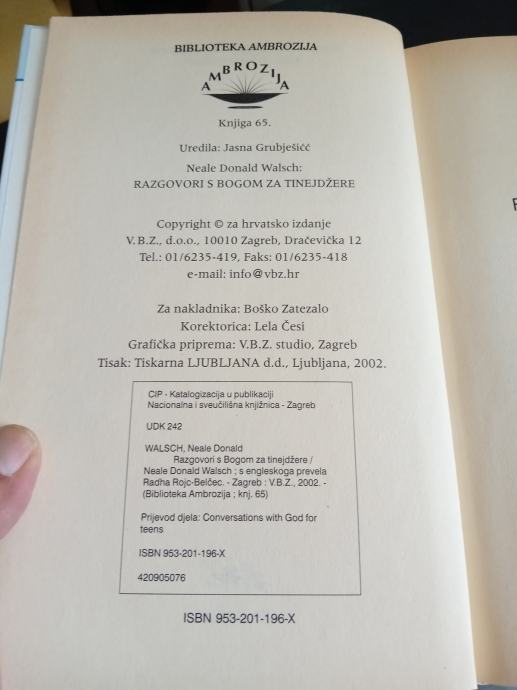 BIBLIOTEKA AMBROZIJA
AMBROZIJA
Knjiga 65.
Uredila: Jasna Grubješićć
Neale Donald Walsch:
RAZGOVORI S BOGOM ZA TINEJDŽERE
Copyright © za hrvatsko izdanje
V.B.Z., d.o.o., 10010 Zagreb, Dračevička 12
Tel.: 01/6235-419, Faks: 01/6235-418
e-mail: info@vbz.hr
Za nakladnika: Boško Zatezalo
Korektorica: Lela Česi
Grafička priprema: V.B.Z. studio, Zagreb
Tisak: Tiskarna LJUBLJANA d.d., Ljubljana, 2002.
CIP - Katalogizacija u publikaciji
Nacionalna i sveučilišna knjižnica - Zagreb
UDK 242
WALSCH, Neale Donald
Razgovori s Bogom za tinejdžere /
Neale Donald Walsch ; s engleskoga prevela
Radha Rojc-Belčec. - Zagreb : V.B.Z., 2002. -
(Biblioteka Ambrozija ; knj. 65)
Prijevod djela: Conversations with God for
teens
ISBN 953-201-196-X
420905076
ISBN 953-201-196-X